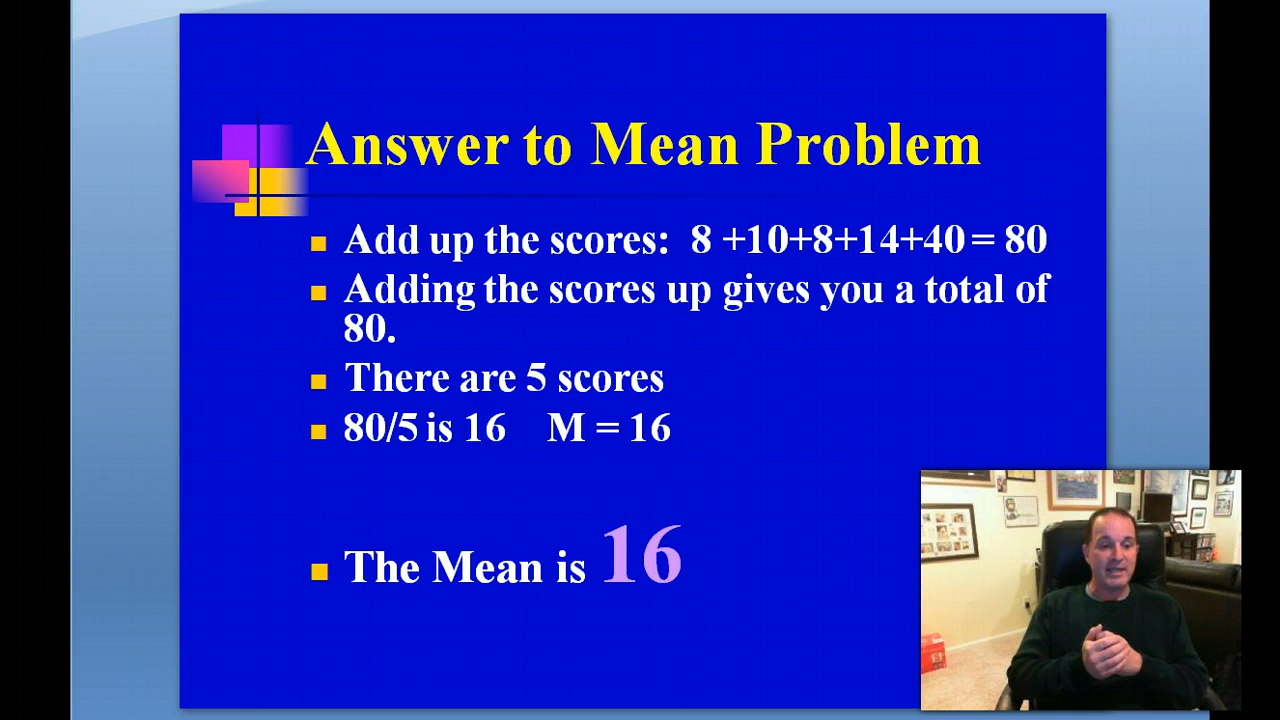 Answer to Mean Problem
Add up the scores: 8 +10+8+14+40 = 80
Adding the scores up gives you a total of
80.
There are 5 scores
80/5 is 16 M = 16
The Mean is 16